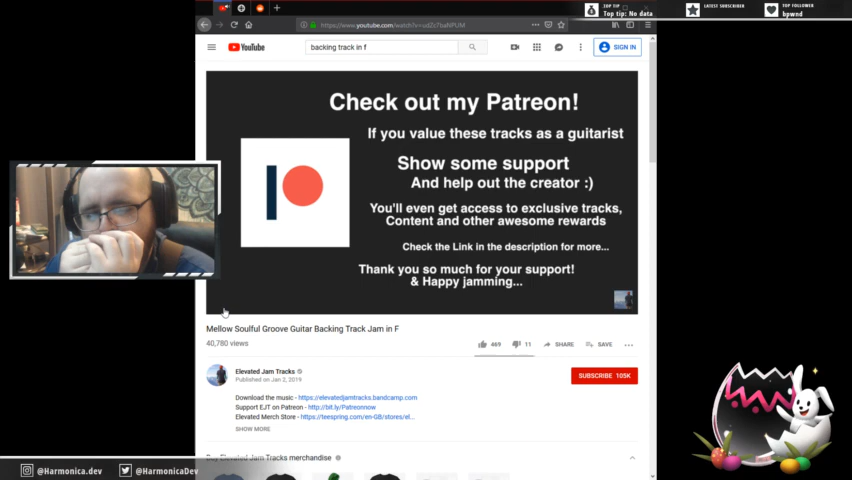 TOP TIP
Top tip: No data
LATEST SUBSCRIBER
TOP FOLLOWER
bpwnd
YouTube
backing track in f
SIGN IN
Check out my Patreon!
If you value these tracks as a guitarist
Show some support
And help out the creator :)
You'll even get access to exclusive tracks,
Content and other awesome rewards
Check the Link in the description for more...
Thank you so much for your support!
& Happy jamming...
Mellow Soulful Groove Guitar Backing Track Jam in F
40,780 views
469
11
SHARE
SAVE
Elevated Jam Tracks
Published on Jan 2, 2019
SUBSCRIBE 105K
Download the music - https://elevatedjamtracks.bandcamp.com
Support EJT on Patreon - http://bit.ly/Patreonnow
Elevated Merch Store - https://teespring.com/en-GB/stores/el...
SHOW MORE
Elevated Jam Tracks merchandise
@Harmonica.dev
@HarmonicaDev